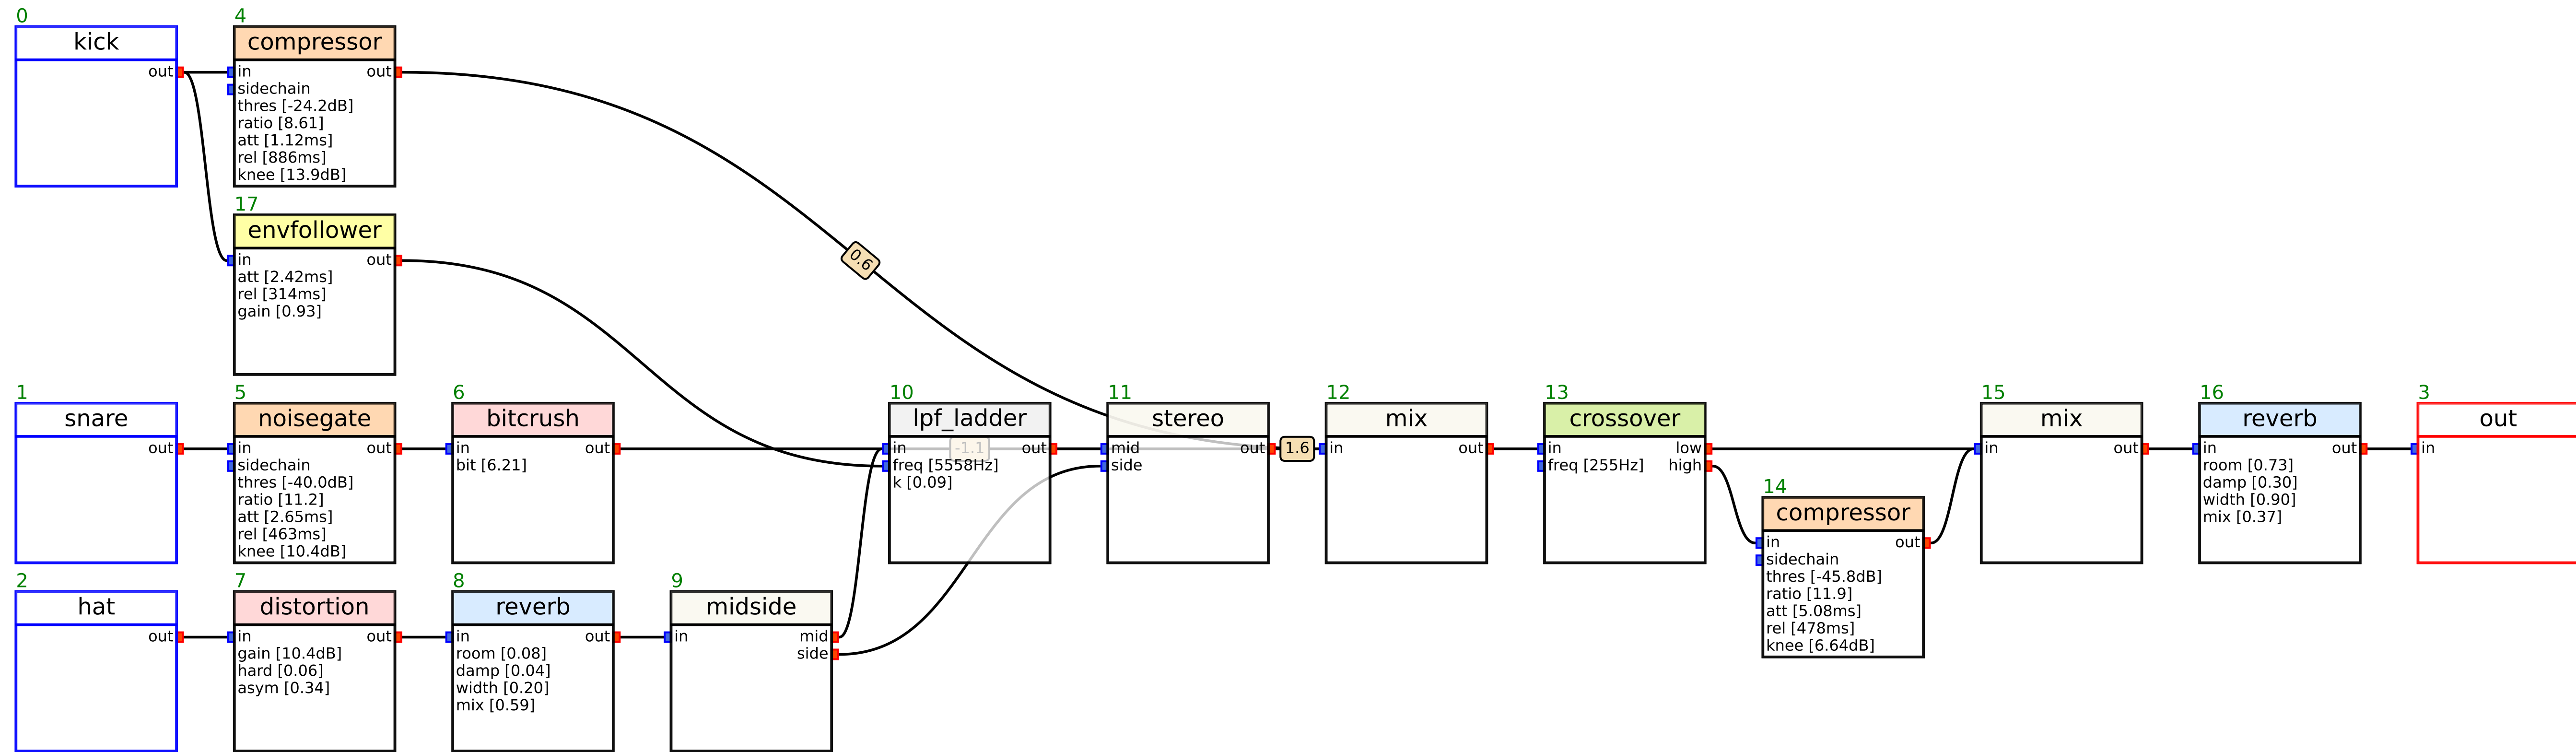 0
kick
out
4
compressor
in out
sidechain
thres [-24.2dB]
ratio [8.61]
att [1.12ms]
rel [886ms]
knee [13.9dB]
17
envfollower
in out
att [2.42ms]
rel [314ms]
gain [0.93]
0.6
1
snare
out
5
noisegate
in out
sidechain
thres [-40.0dB]
ratio [11.2]
att [2.65ms]
rel [463ms]
knee [10.4dB]
6
bitcrush
in out
bit [6.21]
10
lpf_ladder
in -1.1 out
freq [5558Hz]
k [0.09]
11
stereo
mid out
side
1.6
12
mix
in out
13
crossover
in low
freq [255Hz] high
14
compressor
in out
sidechain
thres [-45.8dB]
ratio [11.9]
att [5.08ms]
rel [478ms]
knee [6.64dB]
15
mix
in out
16
reverb
in out
room [0.73]
damp [0.30]
width [0.90]
mix [0.37]
3
out
in
2
hat
out
7
distortion
in out
gain [10.4dB]
hard [0.06]
asym [0.34]
8
reverb
in out
room [0.08]
damp [0.04]
width [0.20]
mix [0.59]
9
midside
in mid
side